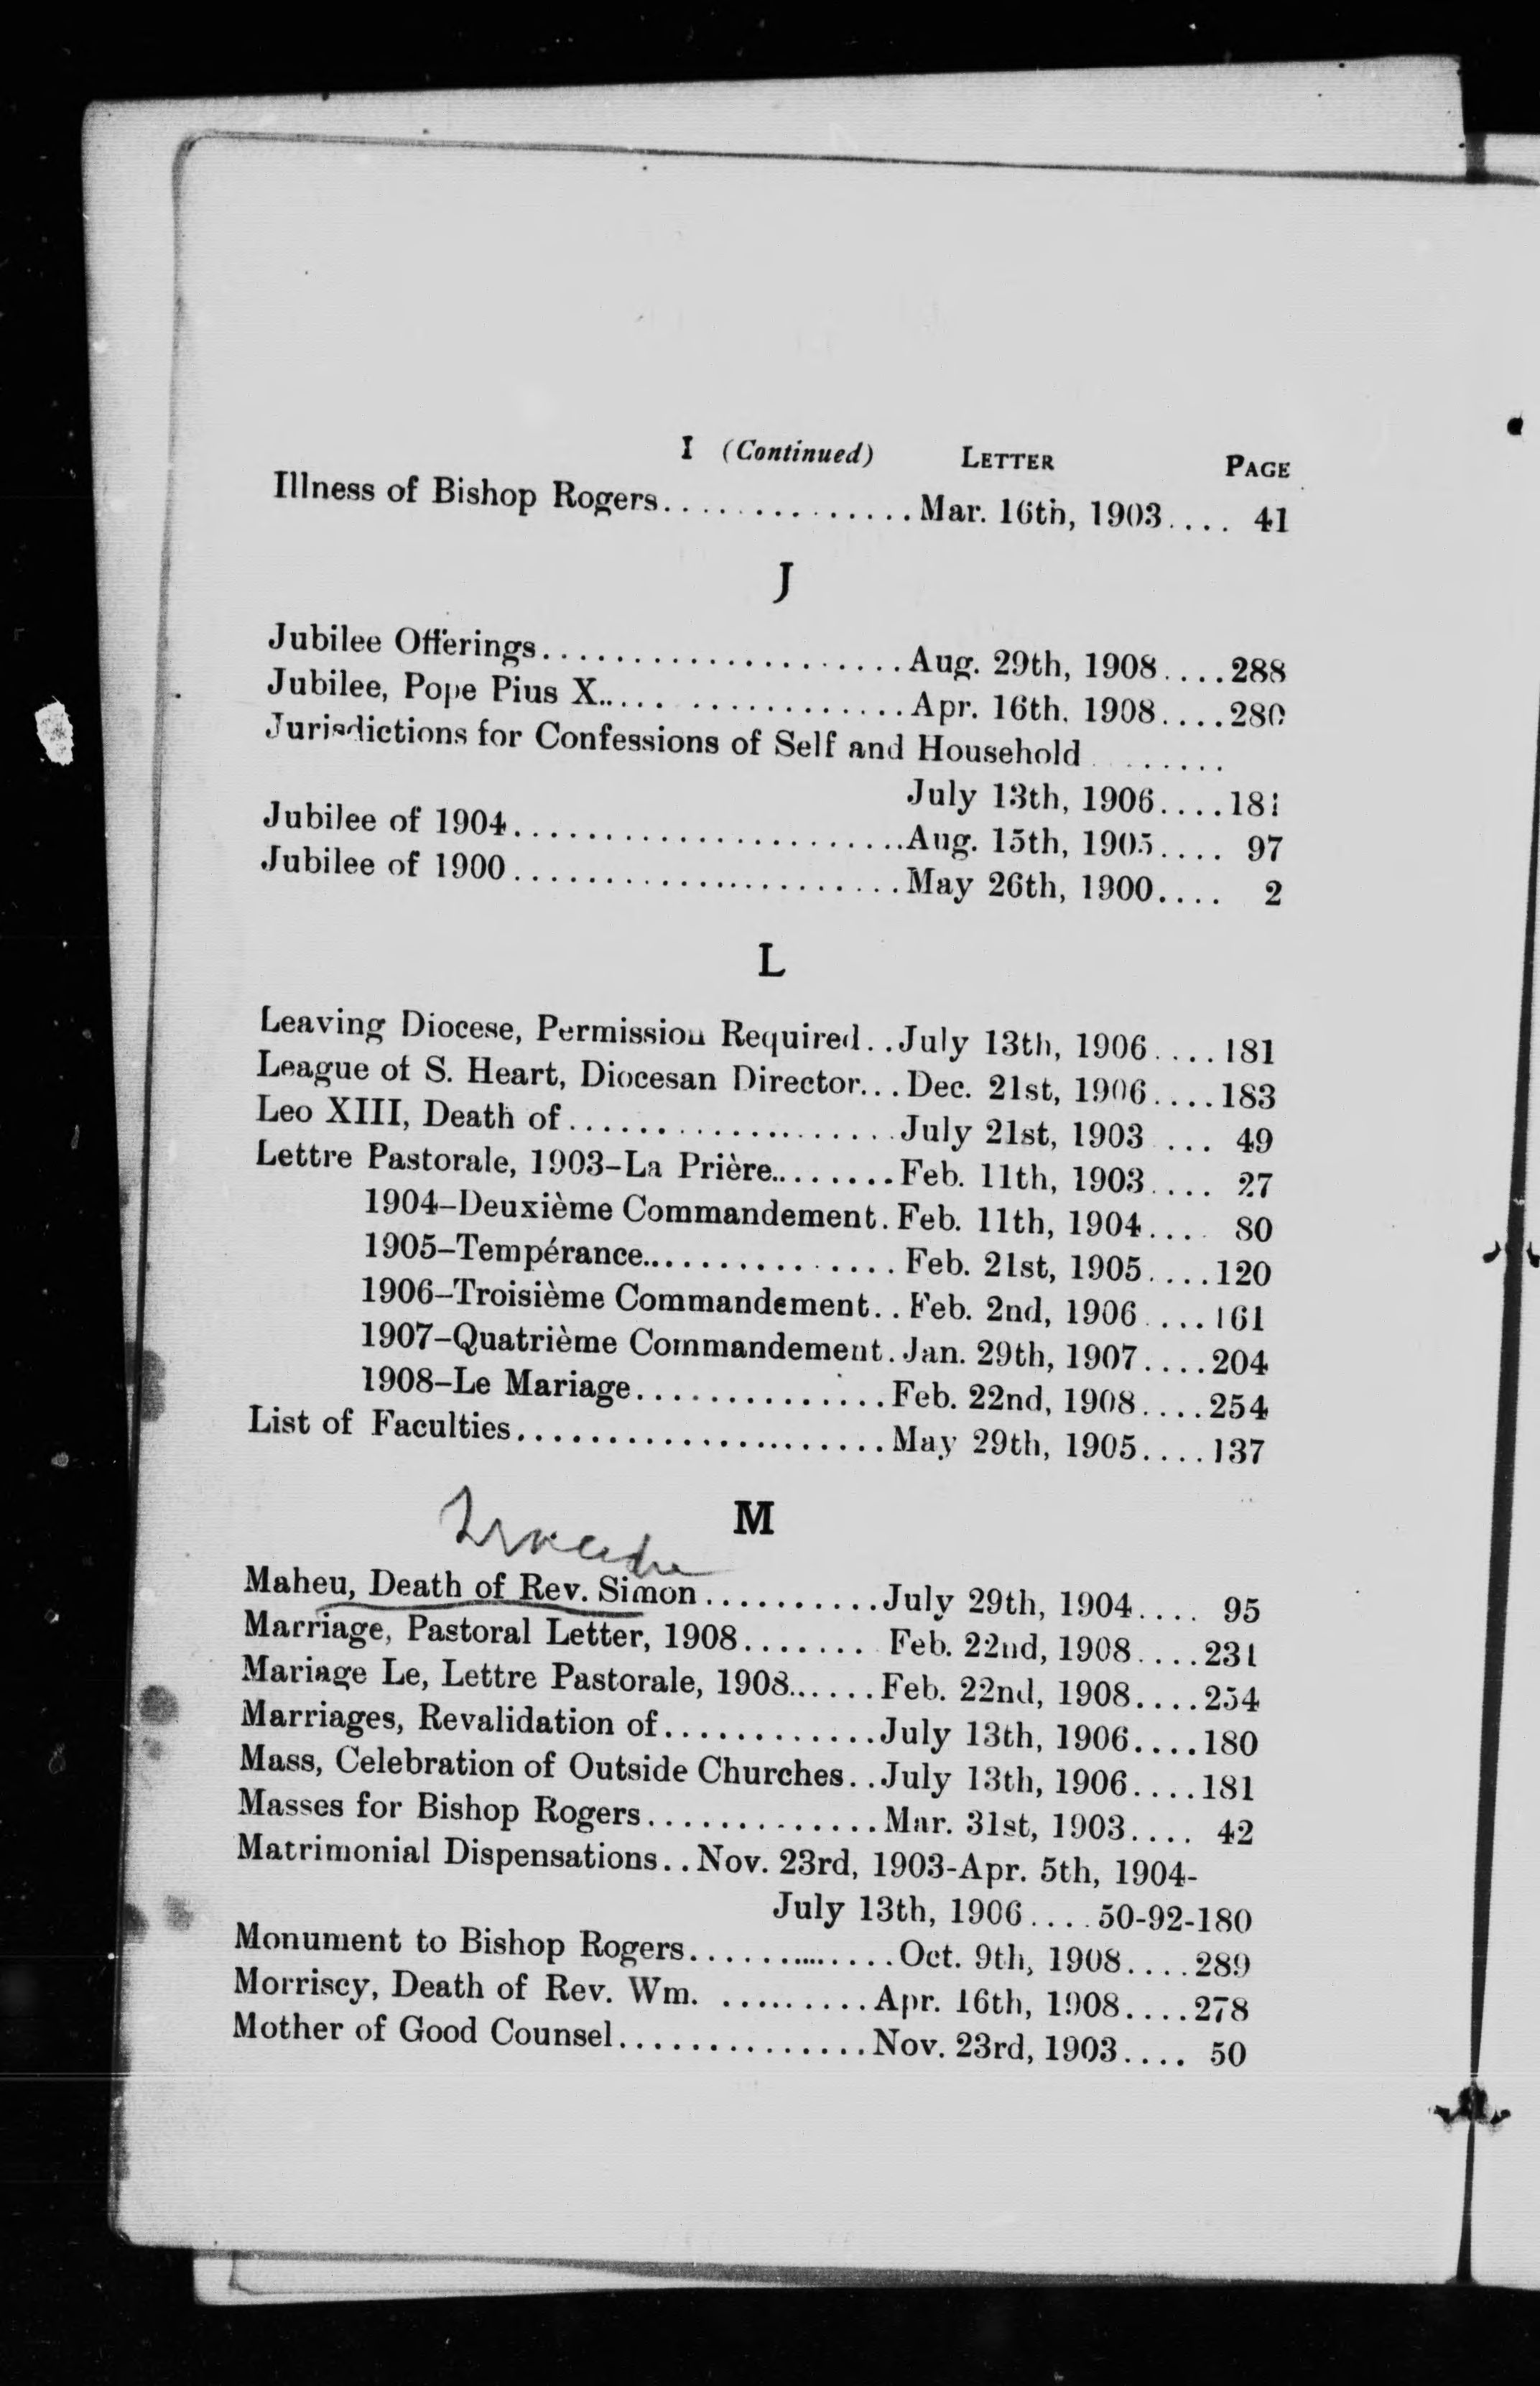 I (Continued) LETTER PAGE
Illness of Bishop Rogers.............. Mar. 16th, 1903.... 41
J
Jubilee Offerings.................... Aug. 29th, 1908....288
Jubilee, Pope Pius X................. Apr. 16th. 1908....280
Jurisdictions for Confessions of Self and Household ........
July 13th, 1906....181
Jubilee of 1904......................Aug. 15th, 1905.... 97
Jubilee of 1900......................May 26th, 1900.... 2
L
Leaving Diocese, Permission Required..July 13th, 1906....181
League of S. Heart, Diocesan Director...Dec. 21st, 1906....183
Leo XIII, Death of..................July 21st, 1903 ... 49
Lettre Pastorale, 1903-La Prière........Feb. 11th, 1903.... 27
1904-Deuxième Commandement.Feb. 11th, 1904.... 80
1905-Tempérance.............. Feb. 21st, 1905....120
1906-Troisième Commandement..Feb. 2nd, 1906....161
1907-Quatrième Commandement.Jan. 29th, 1907....204
1908-Le Mariage..............Feb. 22nd, 1908....254
List of Faculties....................May 29th, 1905....137
M
Maheu, Death of Rev. Simon..........July 29th, 1904.... 95
Marriage, Pastoral Letter, 1908....... Feb. 22nd, 1908....231
Mariage Le, Lettre Pastorale, 1908......Feb. 22nd, 1908....254
Marriages, Revalidation of............July 13th, 1906....180
Mass, Celebration of Outside Churches..July 13th, 1906....181
Masses for Bishop Rogers.............Mar. 31st, 1903.... 42
Matrimonial Dispensations..Nov. 23rd, 1903-Apr. 5th, 1904-
July 13th, 1906....50-92-180
Monument to Bishop Rogers.............Oct. 9th, 1908....289
Morriscy, Death of Rev. Wm. .........Apr. 16th, 1908....278
Mother of Good Counsel..............Nov. 23rd, 1903.... 50